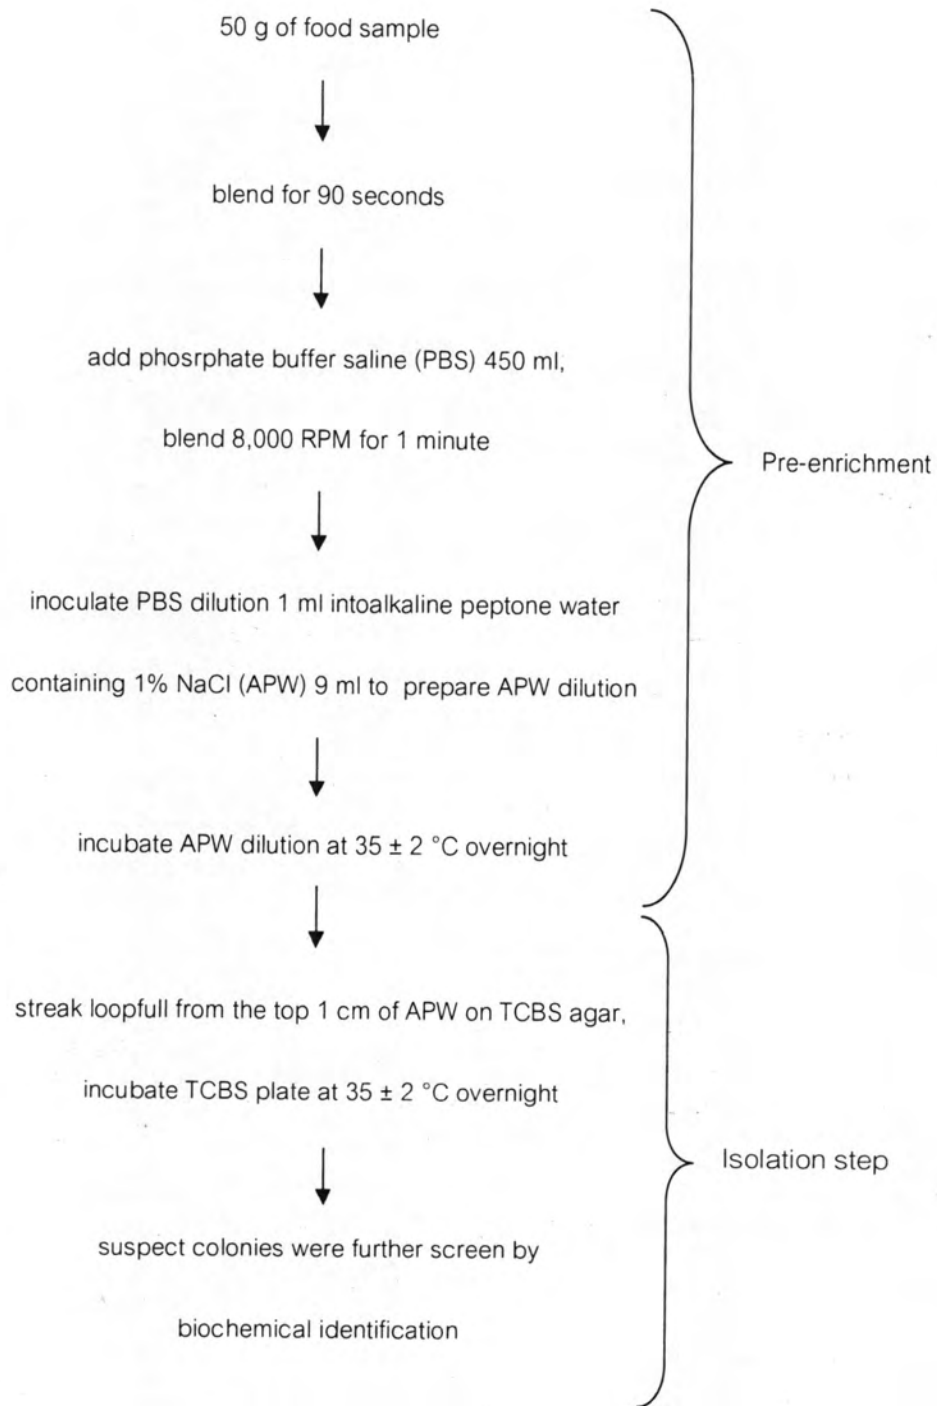 50 g of food sample
blend for 90 seconds
add phosrphate buffer saline (PBS) 450 ml,
blend 8,000 RPM for 1 minute
Pre-enrichment
inoculate PBS dilution 1 ml intoalkaline peptone water
containing 1% NaCl (APW) 9 ml to prepare APW dilution
incubate APW dilution at 35 ± 2 °C overnight
streak loopfull from the top 1 cm of APW on TCBS agar,
incubate TCBS plate at 35 ± 2 °C overnight
Isolation step
suspect colonies were further screen by
biochemical identification